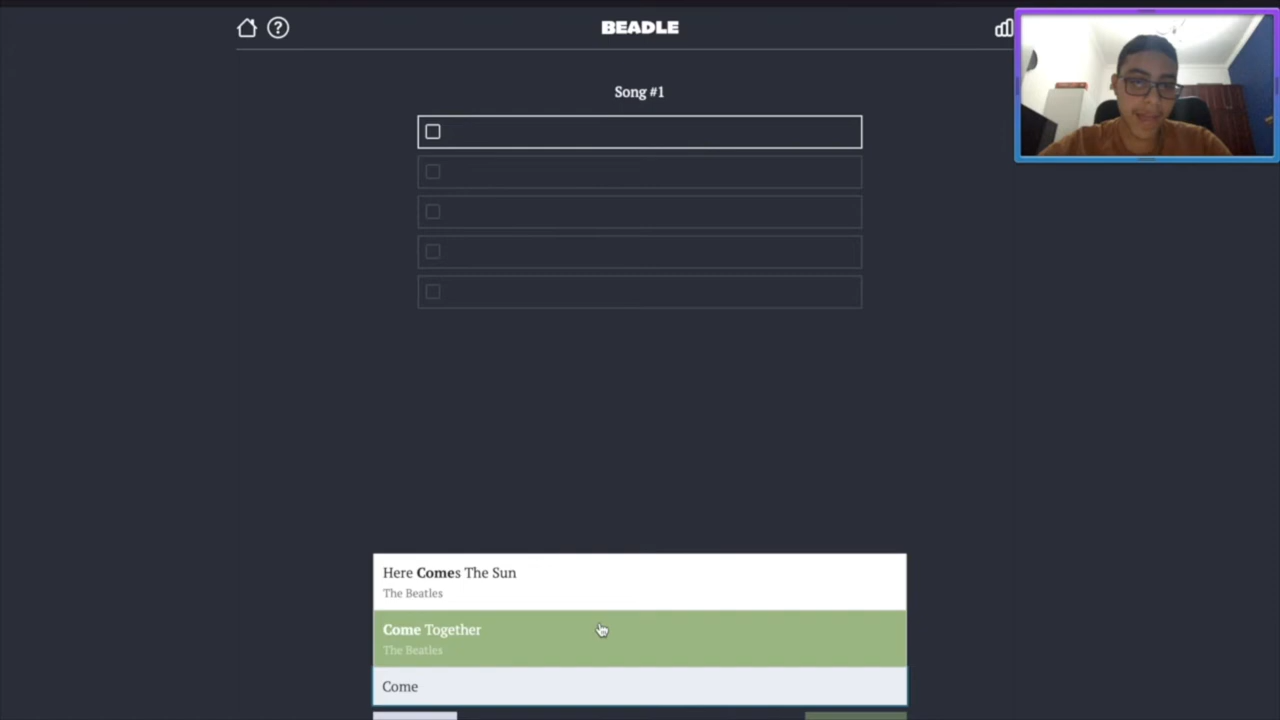 BEADLE
Song #1
Here Comes The Sun
The Beatles
Come Together
The Beatles
Come